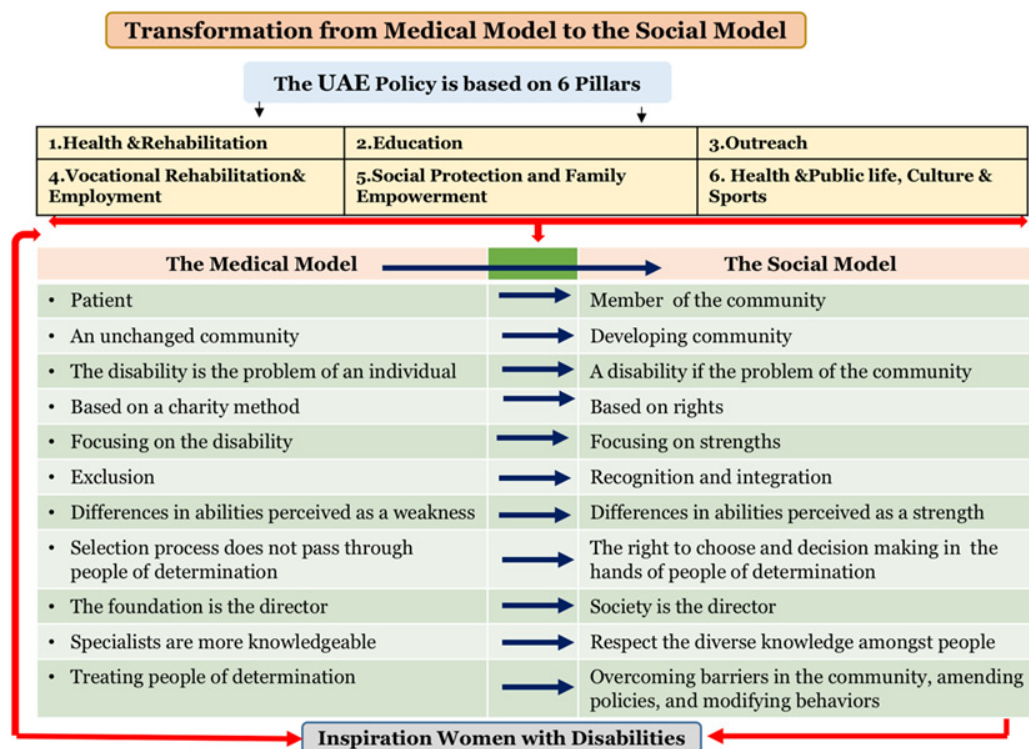 Transformation from Medical Model to the Social Model
The UAE Policy is based on 6 Pillars
1.Health &Rehabilitation
2.Education
3.Outreach
4.Vocational Rehabilitation&
Employment
5.Social Protection and Family
Empowerment
6. Health &Public life, Culture &
Sports
The Medical Model
The Social Model
• Patient
Member of the community
• An unchanged community
Developing community
• The disability is the problem of an individual
A disability if the problem of the community
• Based on a charity method
Based on rights
• Focusing on the disability
Focusing on strengths
• Exclusion
Recognition and integration
• Differences in abilities perceived as a weakness
Differences in abilities perceived as a strength
• Selection process does not pass through
people of determination
The right to choose and decision making in the
hands of people of determination
• The foundation is the director
Society is the director
• Specialists are more knowledgeable
Respect the diverse knowledge amongst people
• Treating people of determination
Overcoming barriers in the community, amending
policies, and modifying behaviors
Inspiration Women with Disabilities